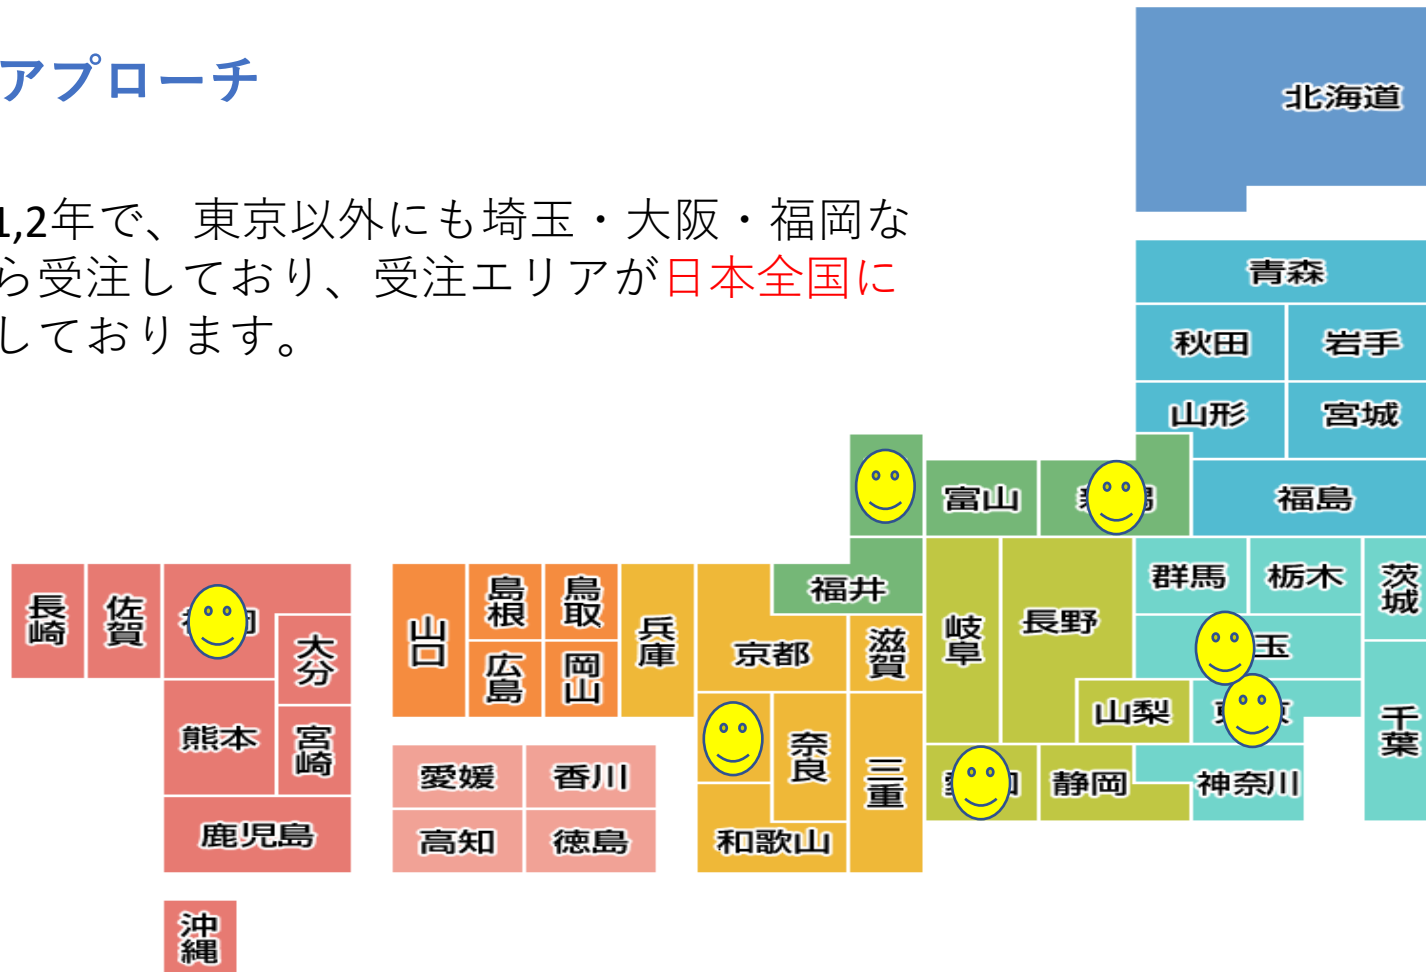 アプローチ
1,2年で、東京以外にも埼玉・大阪・福岡な
ら受注しており、受注エリアが日本全国に
しております。
北海道
青森
秋田
岩手
山形
宮城
富山
福島
福井
群馬
栃木
茨城
長崎
佐賀
大分
山口
島根
鳥取
兵庫
京都
滋賀
岐阜
長野
玉
広島
岡山
熊本
宮崎
奈良
三重
山梨
千葉
愛媛
香川
静岡
神奈川
鹿児島
高知
徳島
和歌山
沖縄